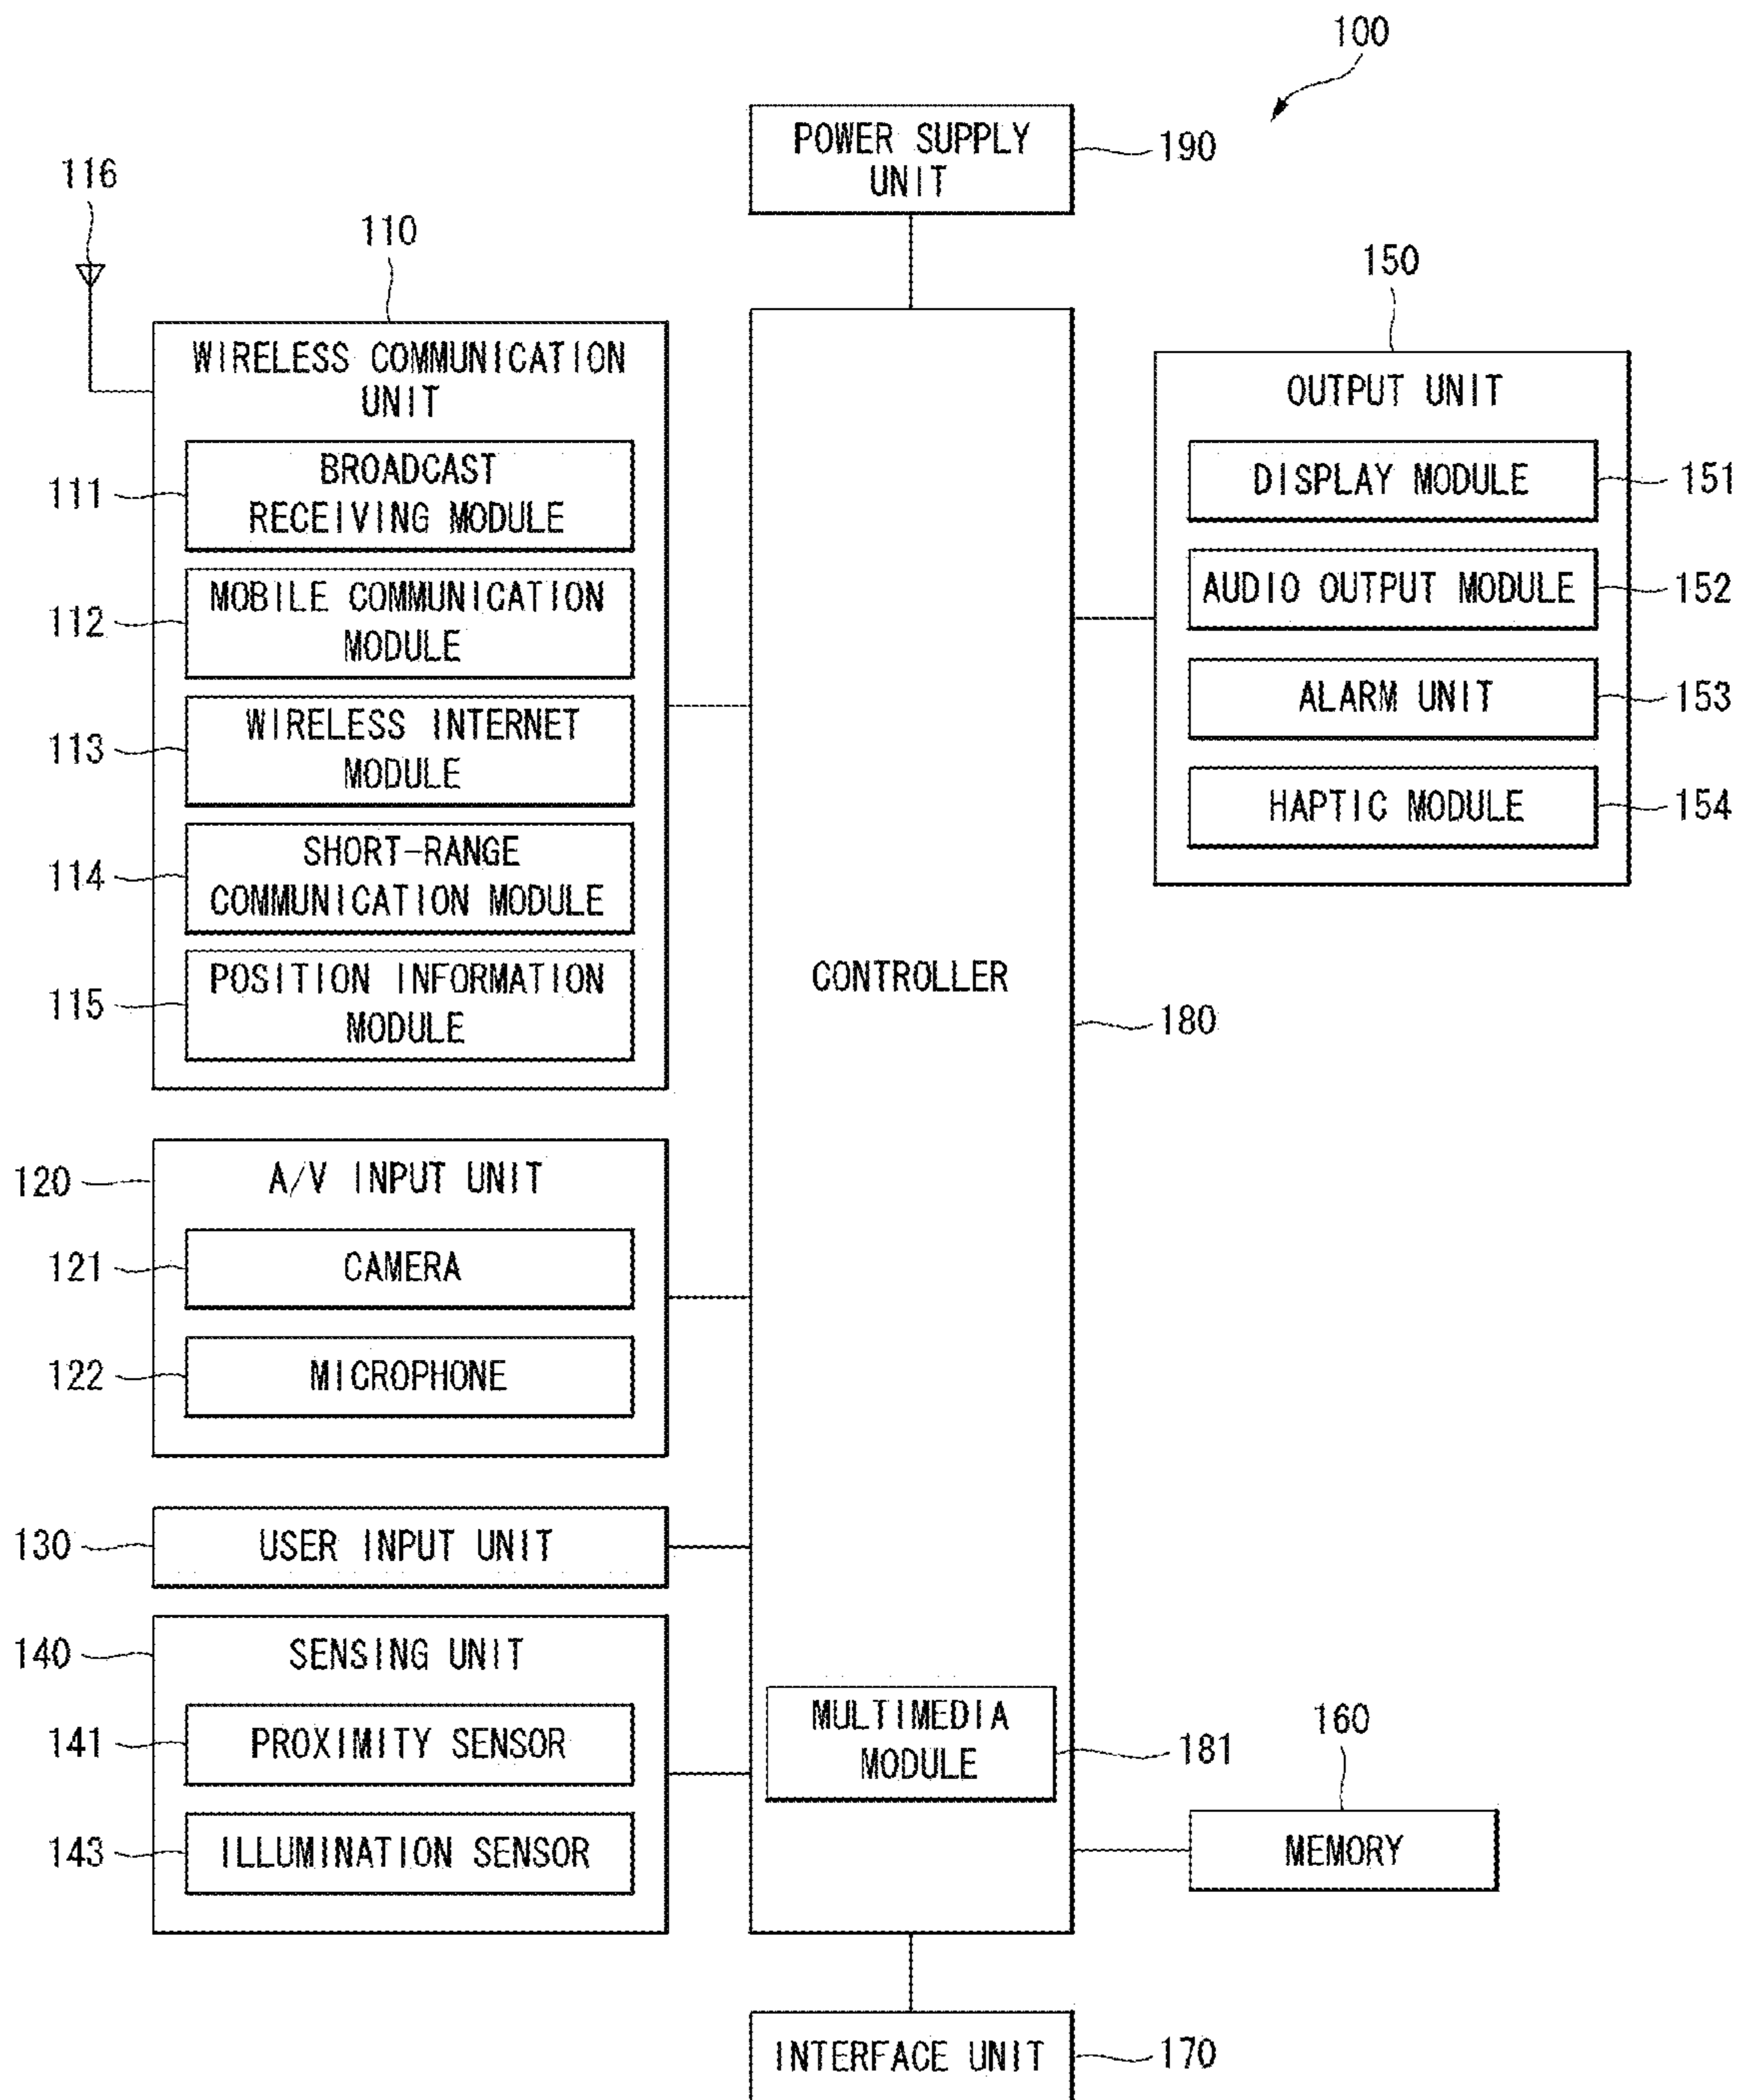 100
POWER SUPPLY
UNIT
190
116
110
WIRELESS COMMUNICATION
UNIT
111
BROADCAST
RECEIVING MODULE
112
MOBILE COMMUNICATION
MODULE
113
WIRELESS INTERNET
MODULE
114
SHORT-RANGE
COMMUNICATION MODULE
115
POSITION INFORMATION
MODULE
120
A/V INPUT UNIT
121
CAMERA
122
MICROPHONE
130
USER INPUT UNIT
140
SENSING UNIT
141
PROXIMITY SENSOR
143
ILLUMINATION SENSOR
CONTROLLER
180
MULTIMEDIA
MODULE
181
150
OUTPUT UNIT
DISPLAY MODULE
151
AUDIO OUTPUT MODULE
152
ALARM UNIT
153
HAPTIC MODULE
154
160
MEMORY
INTERFACE UNIT
170